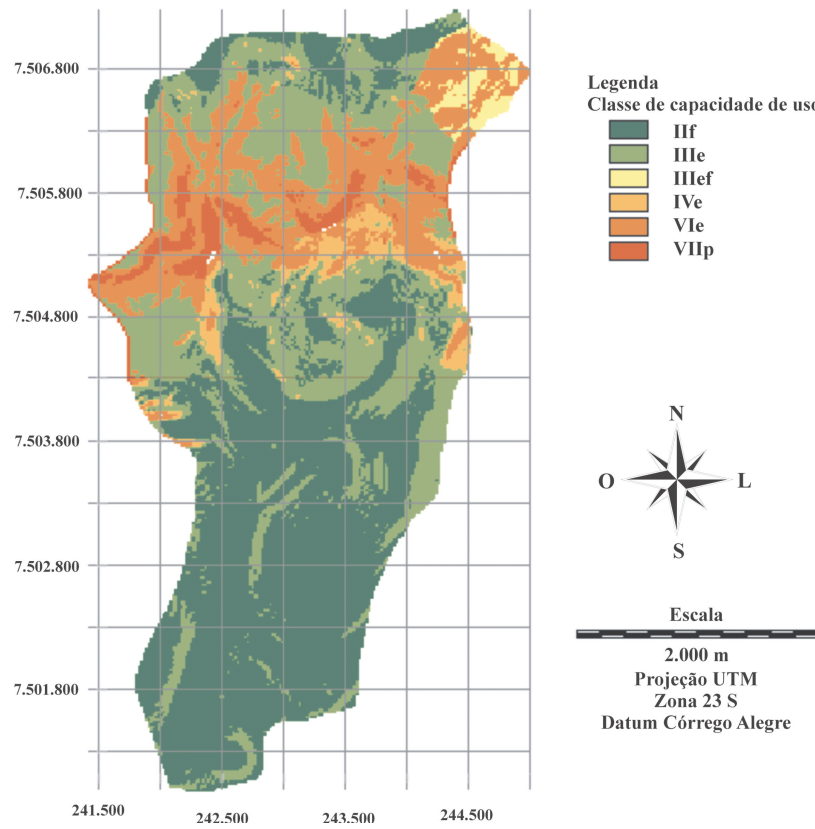 7.506.800
7.505.800
7.504.800
7.503.800
7.502.800
7.501.800
241.500
242.500
243.500
244.500
Legenda
Classe de capacidade de uso
IIf
IIIe
IIIef
IVe
VIe
VIIp
N
O
L
S
Escala
2.000 m
Projeção UTM
Zona 23 S
Datum Córrego Alegre